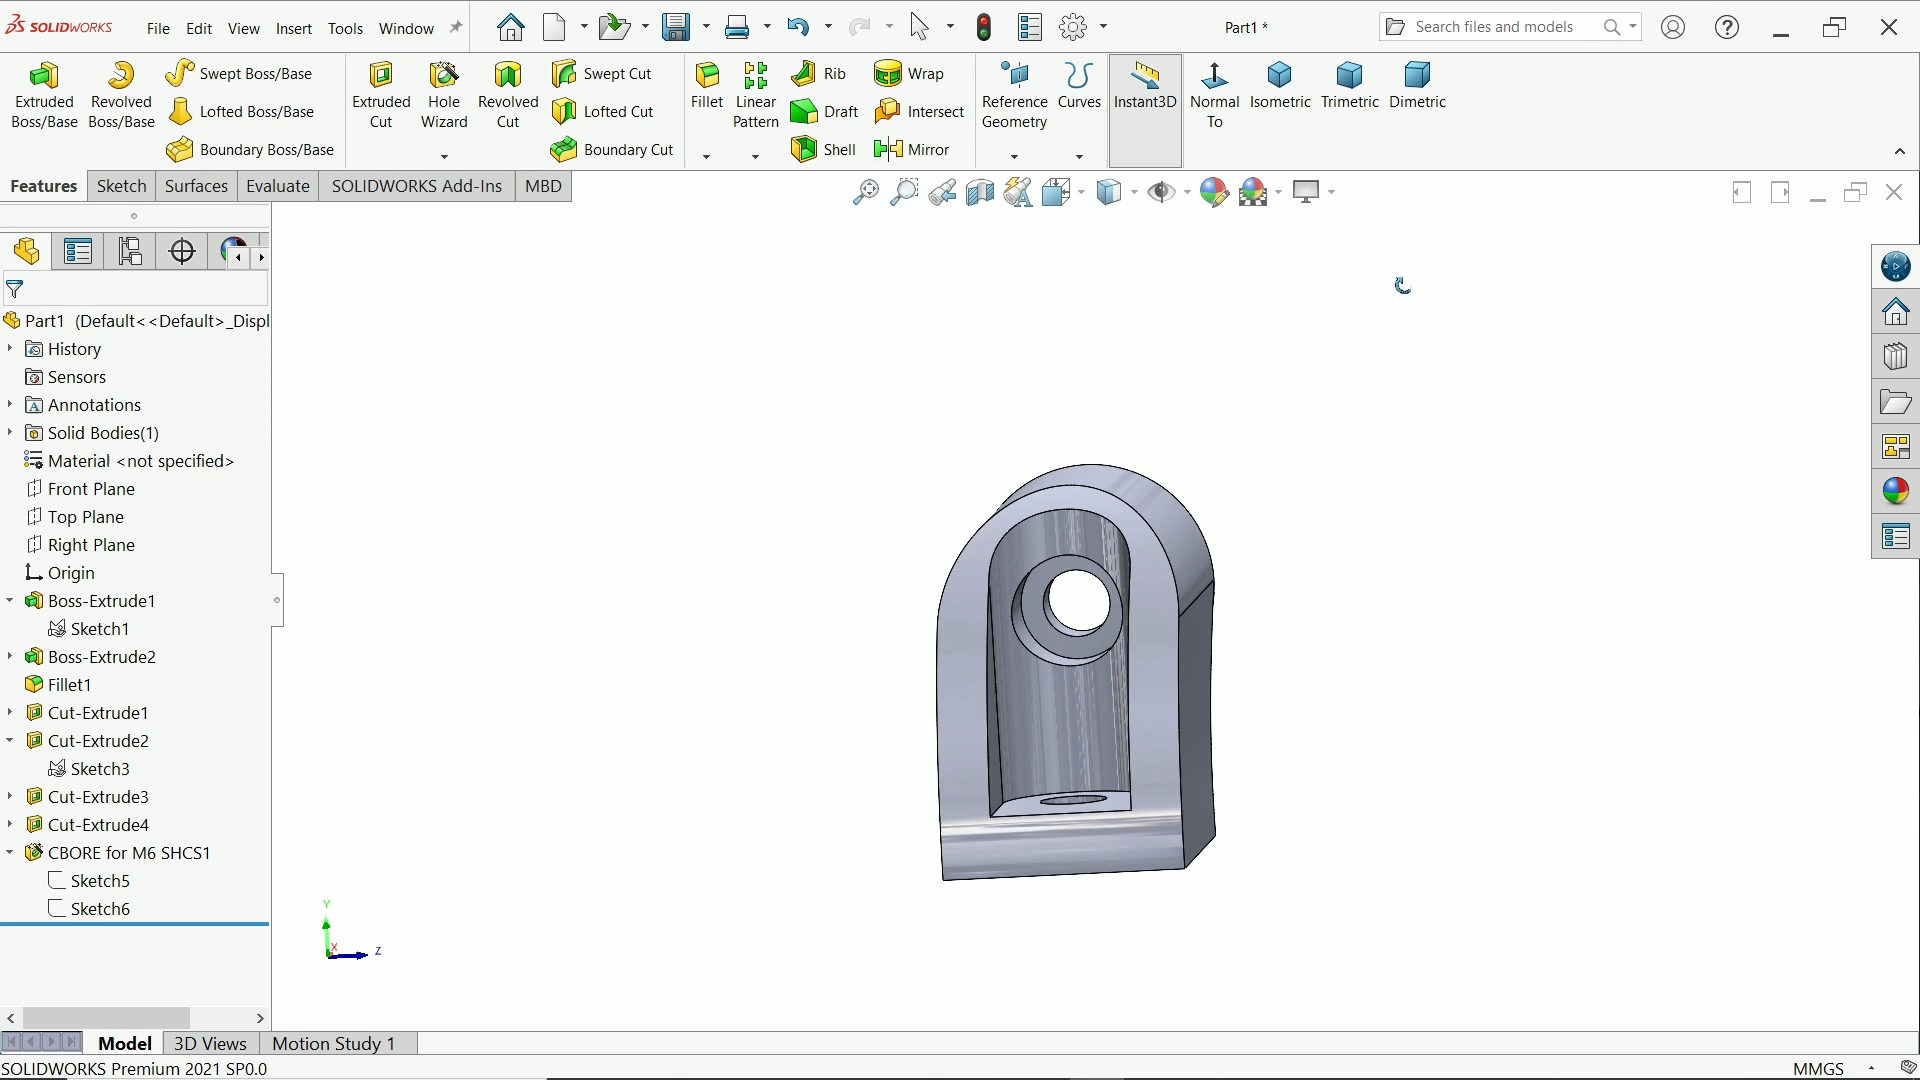 SOLIDWORKS
File Edit View Insert Tools Window
Part1 *
Search files and models
Extruded Boss/Base
Revolved Boss/Base
Swept Boss/Base
Lofted Boss/Base
Boundary Boss/Base
Extruded Cut
Hole Wizard
Revolved Cut
Swept Cut
Lofted Cut
Boundary Cut
Fillet
Linear Pattern
Rib
Draft
Shell
Wrap
Intersect
Mirror
Reference Geometry
Curves
Instant3D
Normal To
Isometric
Trimetric
Dimetric
Features Sketch Surfaces Evaluate SOLIDWORKS Add-Ins MBD
Part1 (Default<<Default>_Displ
History
Sensors
Annotations
Solid Bodies(1)
Material <not specified>
Front Plane
Top Plane
Right Plane
Origin
Boss-Extrude1
Sketch1
Boss-Extrude2
Fillet1
Cut-Extrude1
Cut-Extrude2
Sketch3
Cut-Extrude3
Cut-Extrude4
CBORE for M6 SHCS1
Sketch5
Sketch6
Y
X
Z
Model 3D Views Motion Study 1
SOLIDWORKS Premium 2021 SP0.0
MMGS